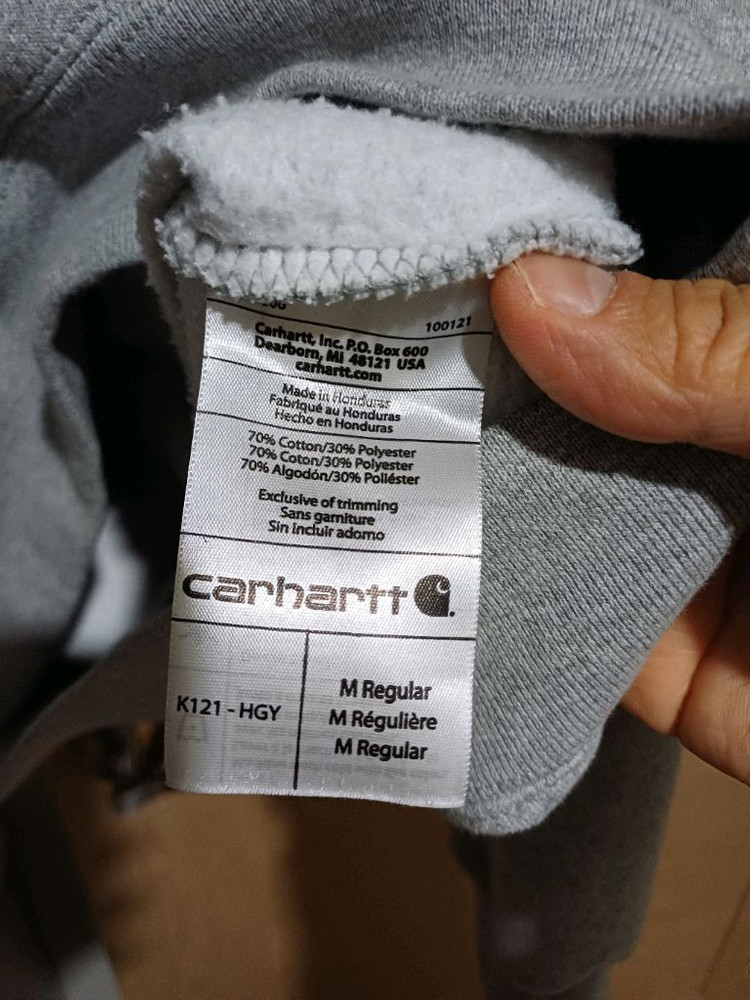 100121
Carhartt, Inc. P.O. Box 600
Dearborn, MI 48121 USA
carhartt.com
Made in Honduras
Fabriqué au Honduras
Hecho en Honduras
70% Cotton/30% Polyester
70% Coton/30% Polyester
70% Algodón/30% Poliéster
Exclusive of trimming
Sans garniture
Sin incluir adorno
carhartt
K121 - HGY
M Regular
M Régulière
M Regular